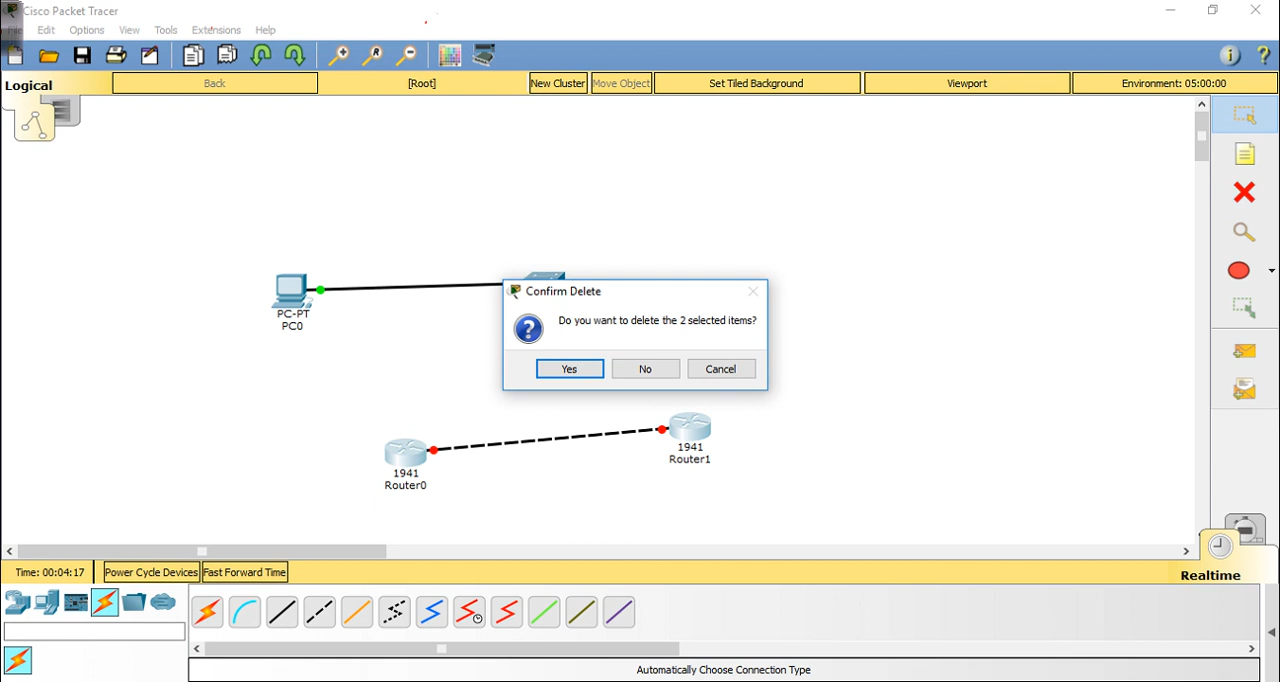 Cisco Packet Tracer
Edit Options View Tools Extensions Help
Logical
Back
[Root]
New Cluster
Move Object
Set Tiled Background
Viewport
Environment: 05:00:00
PC-PT
PC0
Confirm Delete
Do you want to delete the 2 selected items?
Yes No Cancel
1941
Router0
1941
Router1
Time: 00:04:17
Power Cycle Devices
Fast Forward Time
Realtime
Automatically Choose Connection Type